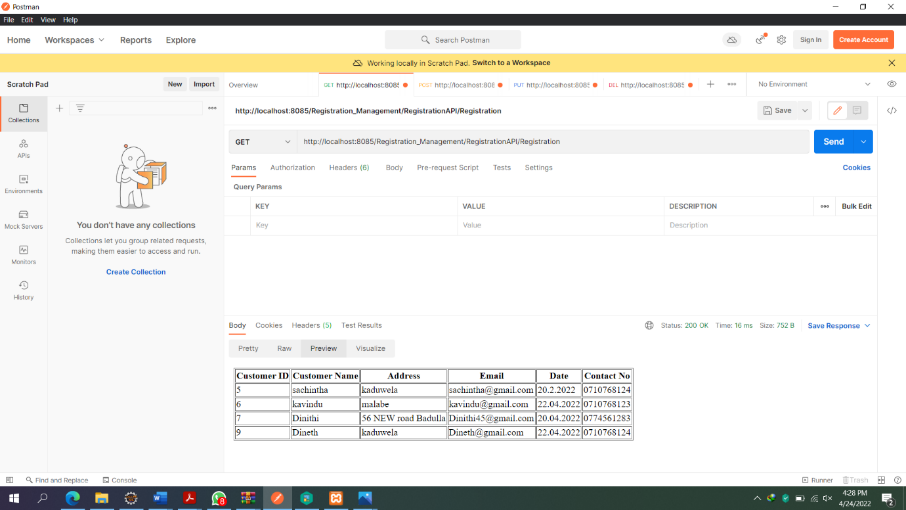 Postman
File Edit View Help
Home Workspaces Reports Explore Search Postman Sign In Create Account
Working locally in Scratch Pad. Switch to a Workspace
Scratch Pad New Import Overview GET http://localhost:8085 POST http://localhost:808 PUT http://localhost:8085 DEL http://localhost:8085 No Environment
Collections
APIs
Environments
Mock Servers
Monitors
History
You don't have any collections
Collections let you group related requests,
making them easier to access and run.
Create Collection
http://localhost:8085/Registration_Management/RegistrationAPI/Registration Save
GET http://localhost:8085/Registration_Management/RegistrationAPI/Registration Send
Params Authorization Headers (6) Body Pre-request Script Tests Settings Cookies
Query Params
KEY VALUE DESCRIPTION Bulk Edit
Key Value Description
Body Cookies Headers (5) Test Results Status: 200 OK Time: 16 ms Size: 752 B Save Response
Pretty Raw Preview Visualize
Customer ID Customer Name Address Email Date Contact No
5 sachintha kaduwela sachintha@gmail.com 20.2.2022 0710768124
6 kavindu malabe kavindu@gmail.com 22.04.2022 0710768123
7 Dinithi 56 NEW road Badulla Dinithi45@gmail.com 20.04.2022 0774561283
9 Dineth kaduwela Dineth@gmail.com 22.04.2022 0710768124
Find and Replace Console Runner Trash
4:28 PM
4/24/2022